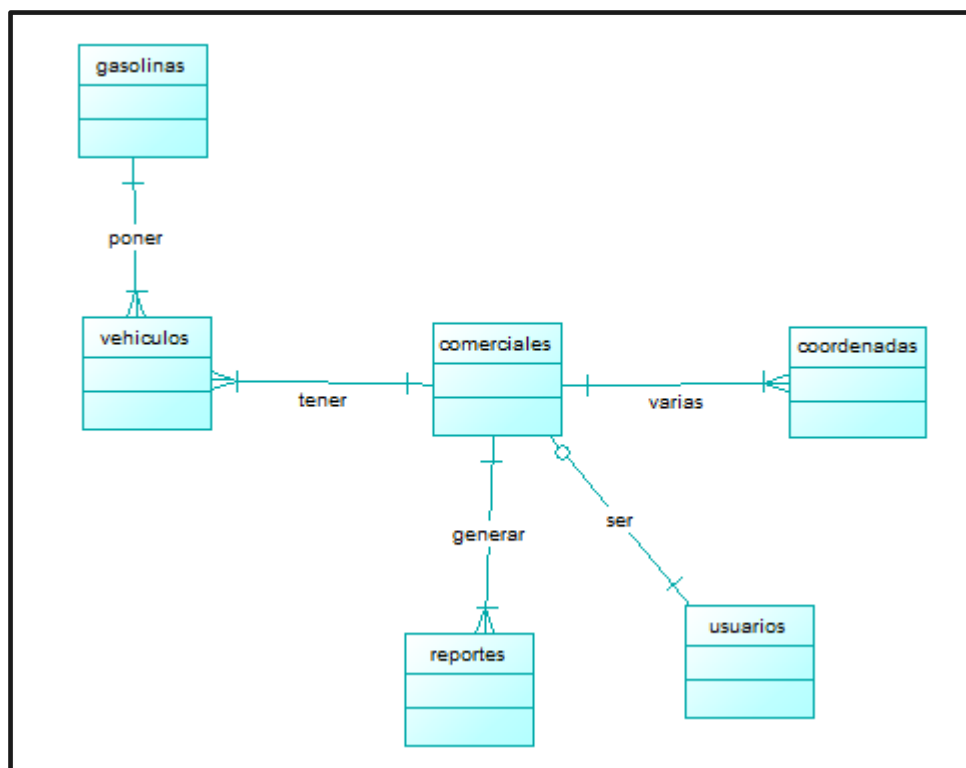 gasolinas
poner
vehiculos
comerciales
coordenadas
tener
varias
generar
ser
reportes
usuarios